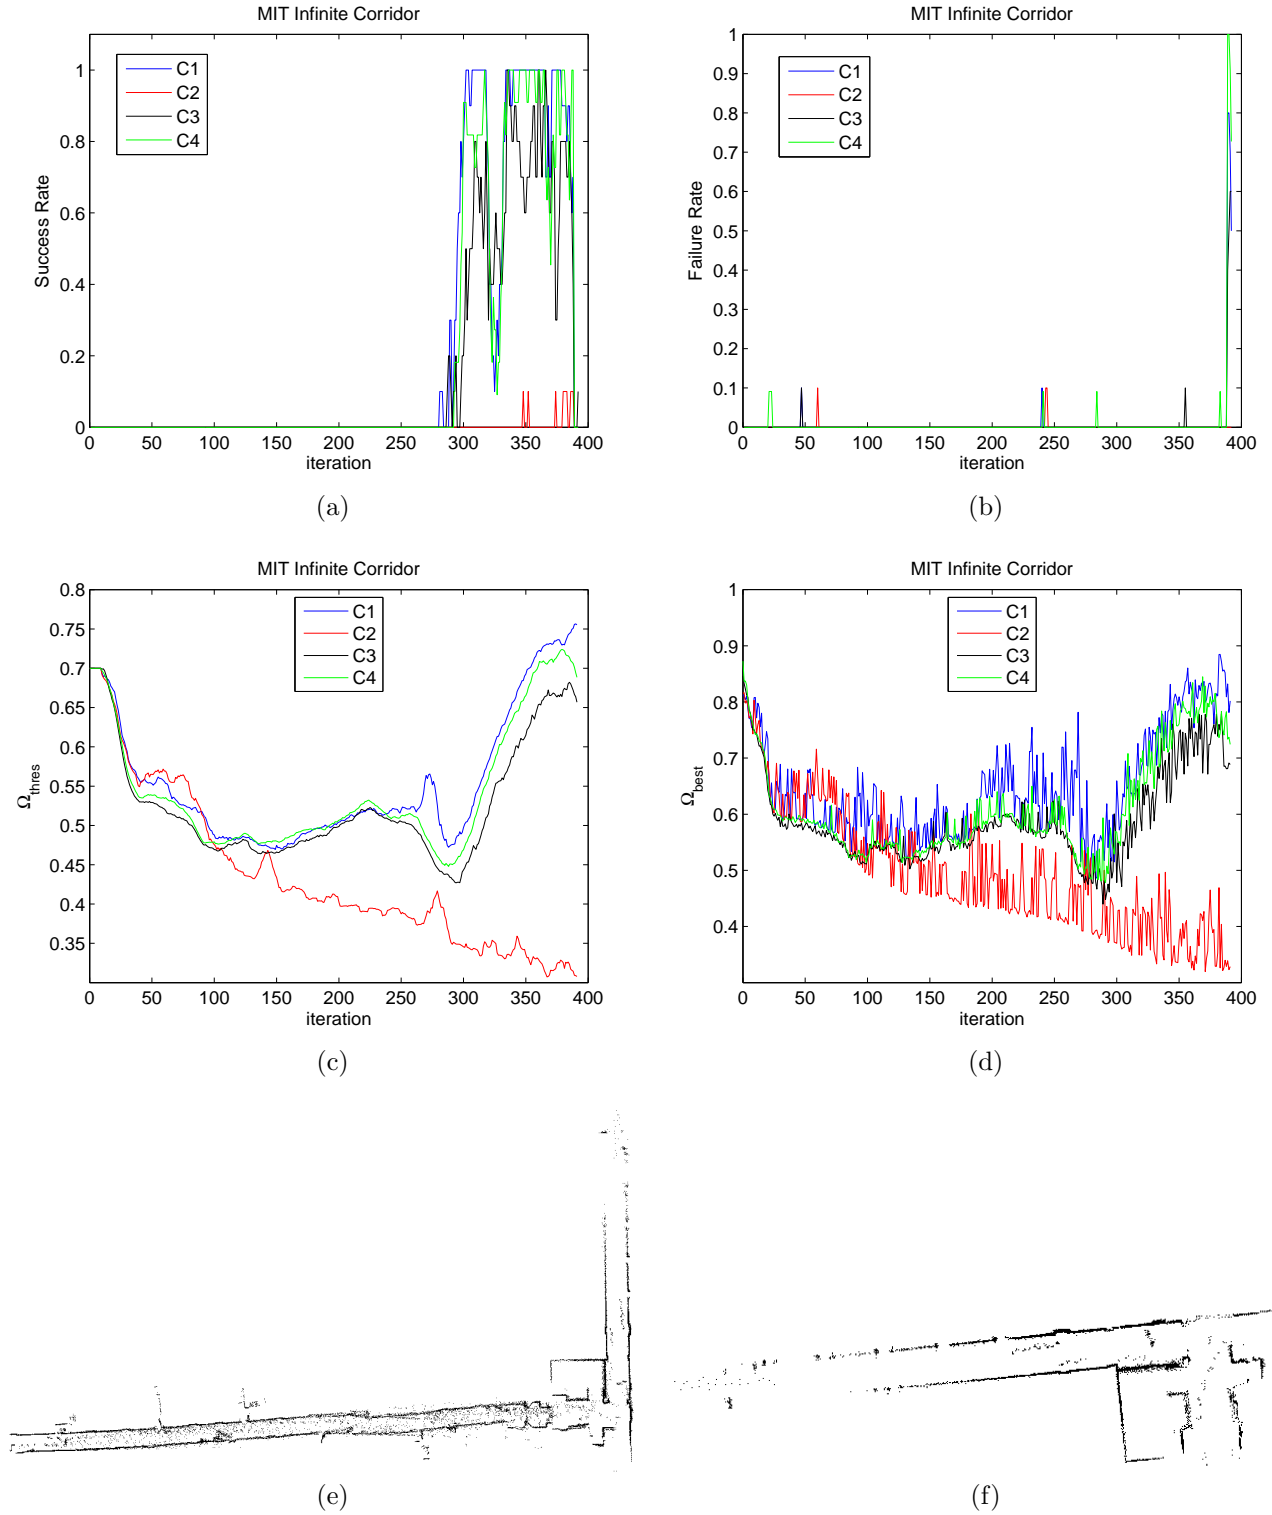 MIT Infinite Corridor
Success Rate
1
0.8
0.6
0.4
0.2
0
0 50 100 150 200 250 300 350 400
iteration
C1
C2
C3
C4
(a)
MIT Infinite Corridor
Failure Rate
1
0.9
0.8
0.7
0.6
0.5
0.4
0.3
0.2
0.1
0
0 50 100 150 200 250 300 350 400
iteration
C1
C2
C3
C4
(b)
MIT Infinite Corridor
Ωthres
0.8
0.75
0.7
0.65
0.6
0.55
0.5
0.45
0.4
0.35
0 50 100 150 200 250 300 350 400
iteration
C1
C2
C3
C4
(c)
MIT Infinite Corridor
Ωbest
1
0.9
0.8
0.7
0.6
0.5
0.4
0 50 100 150 200 250 300 350 400
iteration
C1
C2
C3
C4
(d)
(e)
(f)